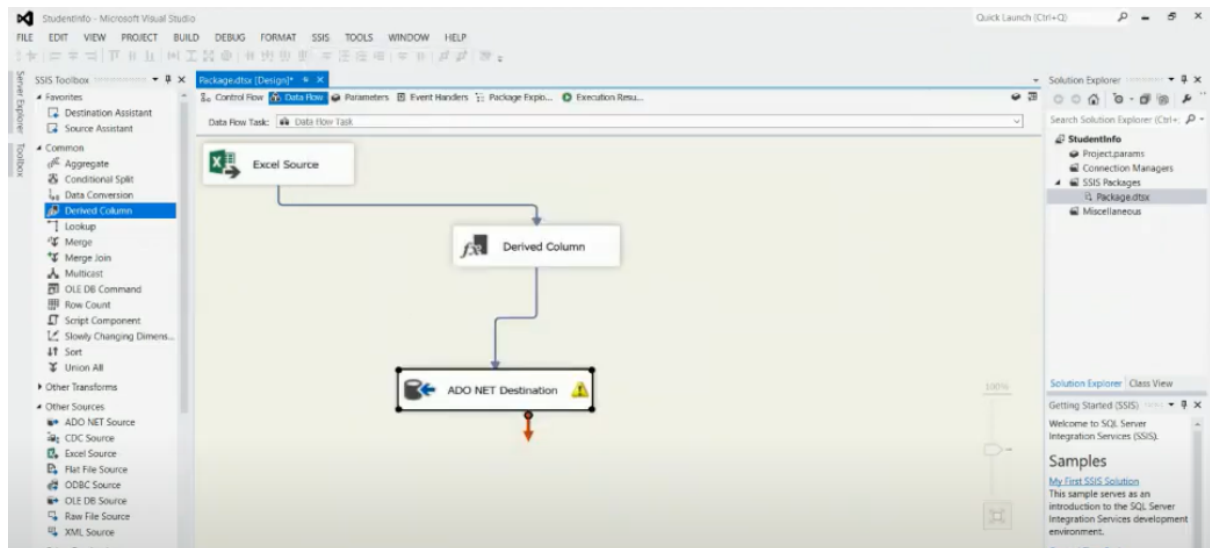 StudentInfo - Microsoft Visual Studio
Quick Launch (Ctrl+Q)
FILE EDIT VIEW PROJECT BUILD DEBUG FORMAT SSIS TOOLS WINDOW HELP
Server Explorer
Toolbox
SSIS Toolbox
Favorites
Destination Assistant
Source Assistant
Common
Aggregate
Conditional Split
Data Conversion
Derived Column
Lookup
Merge
Merge Join
Multicast
OLE DB Command
Row Count
Script Component
Slowly Changing Dimens...
Sort
Union All
Other Transforms
Other Sources
ADO NET Source
CDC Source
Excel Source
Flat File Source
ODBC Source
OLE DB Source
Raw File Source
XML Source
Package.dtsx [Design]*
Control Flow Data Flow Parameters Event Handlers Package Explo... Execution Resu...
Data Flow Task: Data Flow Task
Excel Source
Derived Column
ADO NET Destination
100%
Solution Explorer
Search Solution Explorer (Ctrl+;
StudentInfo
Project.params
Connection Managers
SSIS Packages
Package.dtsx
Miscellaneous
Solution Explorer Class View
Getting Started (SSIS)
Welcome to SQL Server
Integration Services (SSIS).
Samples
My First SSIS Solution
This sample serves as an
introduction to the SQL Server
Integration Services development
environment.